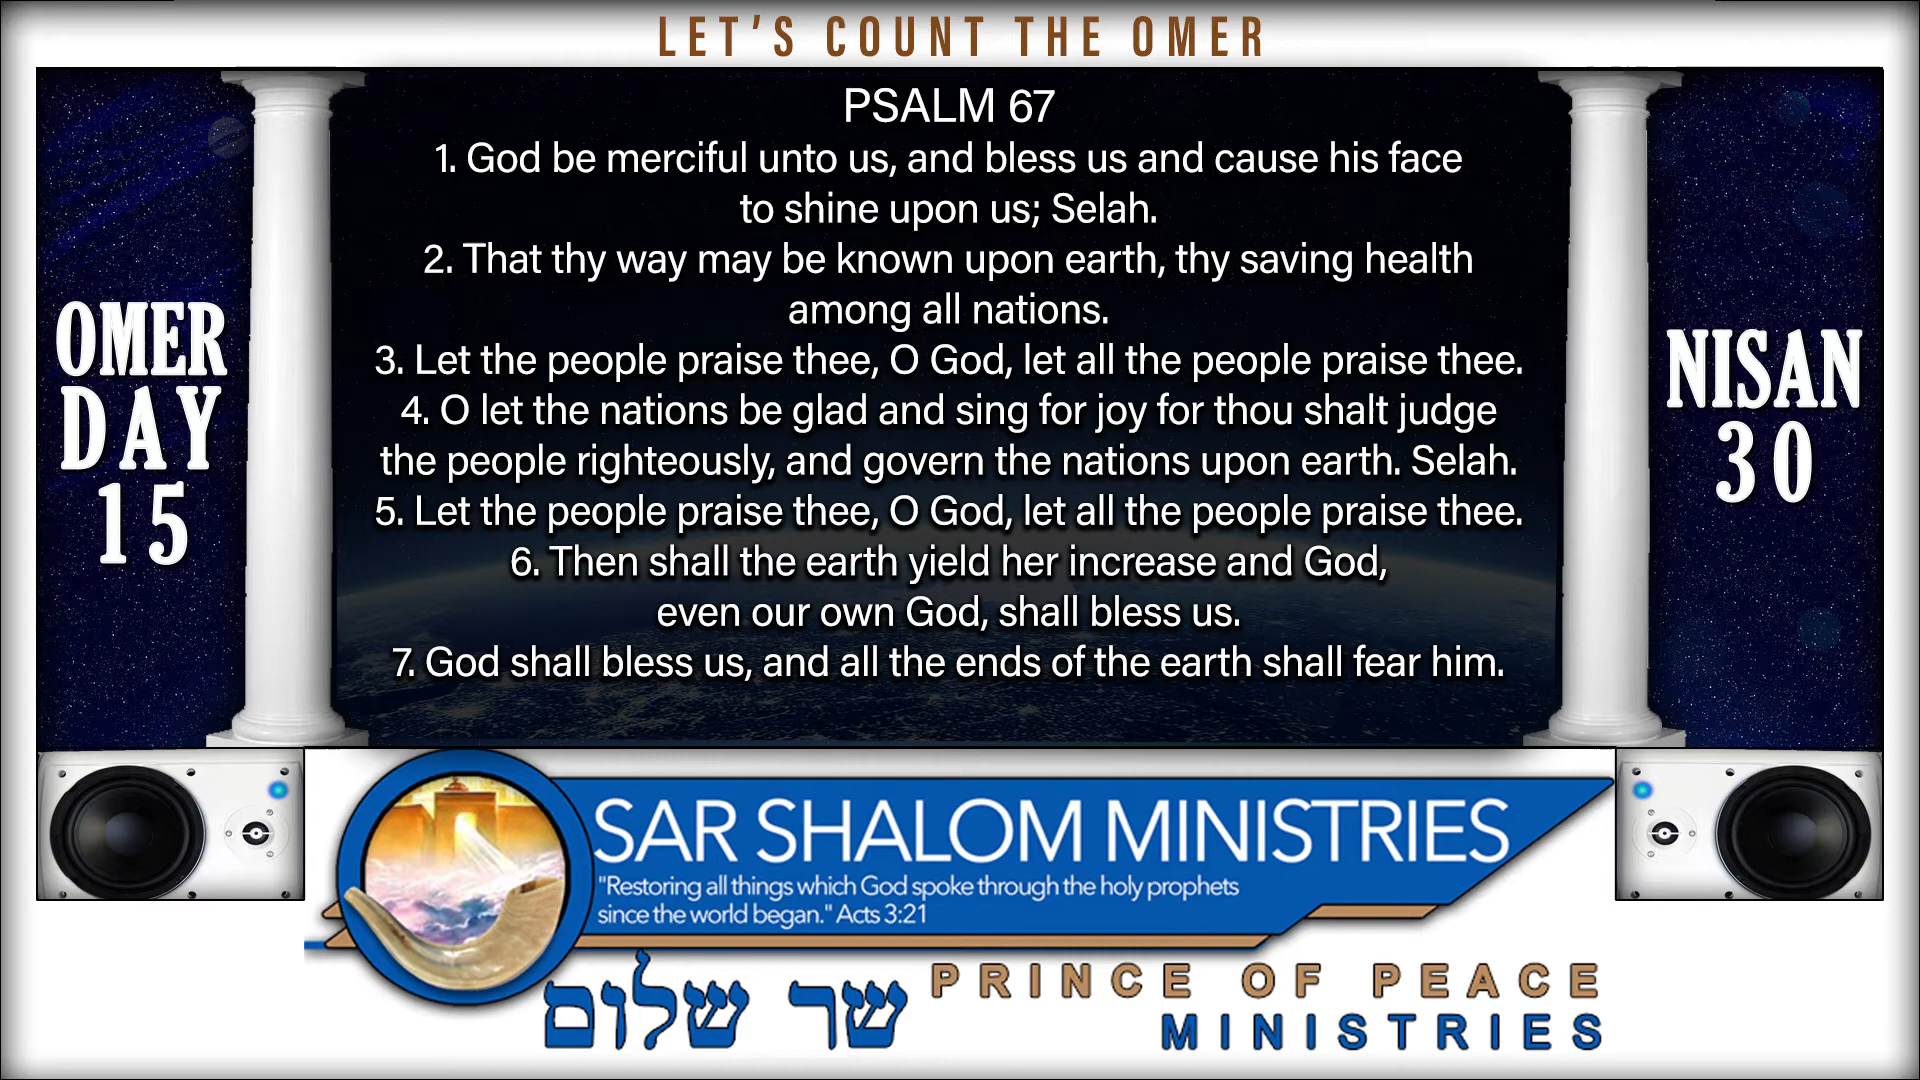 LET'S COUNT THE OMER
PSALM 67
1. God be merciful unto us, and bless us and cause his face
to shine upon us; Selah.
2. That thy way may be known upon earth, thy saving health
among all nations.
3. Let the people praise thee, O God, let all the people praise thee.
4. O let the nations be glad and sing for joy for thou shalt judge
the people righteously, and govern the nations upon earth. Selah.
5. Let the people praise thee, O God, let all the people praise thee.
6. Then shall the earth yield her increase and God,
even our own God, shall bless us.
7. God shall bless us, and all the ends of the earth shall fear him.
OMER
DAY
15
NISAN
30
SAR SHALOM MINISTRIES
"Restoring all things which God spoke through the holy prophets
since the world began." Acts 3:21
שר שלום
PRINCE OF PEACE
MINISTRIES